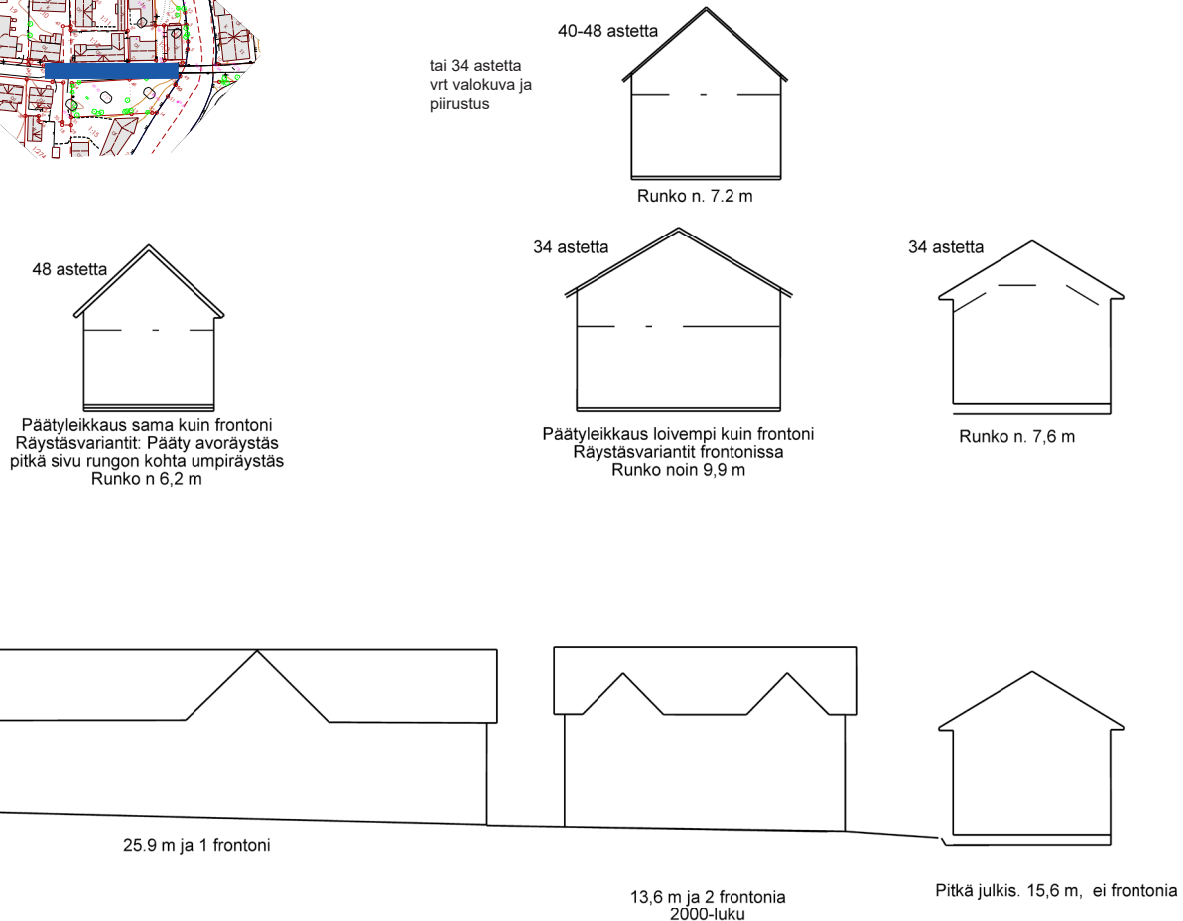 40-48 astetta
tai 34 astetta
vrt valokuva ja
piirustus
Runko n. 7.2 m
48 astetta
34 astetta
34 astetta
Päätyleikkaus sama kuin frontoni
Räystäsvariantit: Pääty avoräystäs
pitkä sivu rungon kohta umpiräystäs
Runko n 6,2 m
Päätyleikkaus loivempi kuin frontoni
Räystäsvariantit frontonissa
Runko noin 9,9 m
Runko n. 7,6 m
25.9 m ja 1 frontoni
13,6 m ja 2 frontonia
2000-luku
Pitkä julkis. 15,6 m, ei frontonia